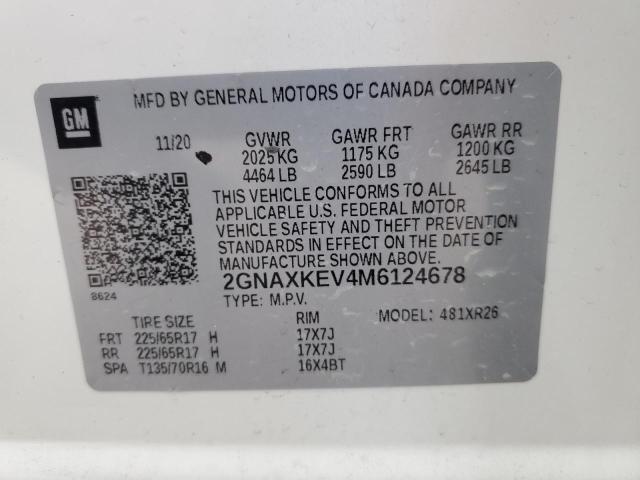 GM
MFD BY GENERAL MOTORS OF CANADA COMPANY
11/20 GVWR GAWR FRT GAWR RR
2025 KG 1175 KG 1200 KG
4464 LB 2590 LB 2645 LB
THIS VEHICLE CONFORMS TO ALL
APPLICABLE U.S. FEDERAL MOTOR
VEHICLE SAFETY AND THEFT PREVENTION
STANDARDS IN EFFECT ON THE DATE OF
MANUFACTURE SHOWN ABOVE.
8624 2GNAXKEV4M6124678
TYPE: M.P.V.
TIRE SIZE RIM MODEL: 481XR26
FRT 225/65R17 H 17X7J
RR 225/65R17 H 17X7J
SPA T135/70R16 M 16X4BT